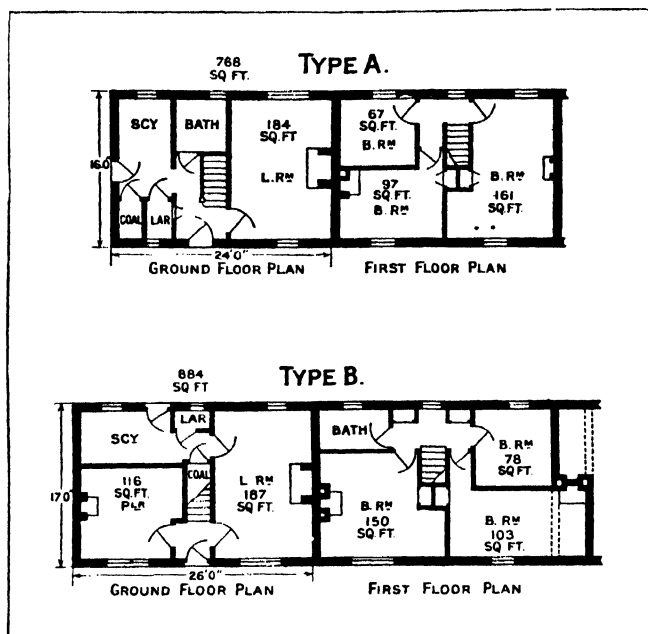 768
SQ FT.
TYPE A.
SCY
BATH
184
SQ.FT
L.RM
COAL
LAR
16'0
24'0"
GROUND FLOOR PLAN
67
SQ.FT.
B.RM
97
SQ.FT.
B.RM
B.RM
161
SQ.FT.
FIRST FLOOR PLAN
884
SQ FT
TYPE B.
LAR
SCY
COAL
116
SQ.FT.
PLR
L RM
187
SQ FT.
17'0
26'0"
GROUND FLOOR PLAN
BATH
B.RM
78
SQ FT.
B.RM
150
SQ FT.
B.RM
103
SQ FT.
FIRST FLOOR PLAN